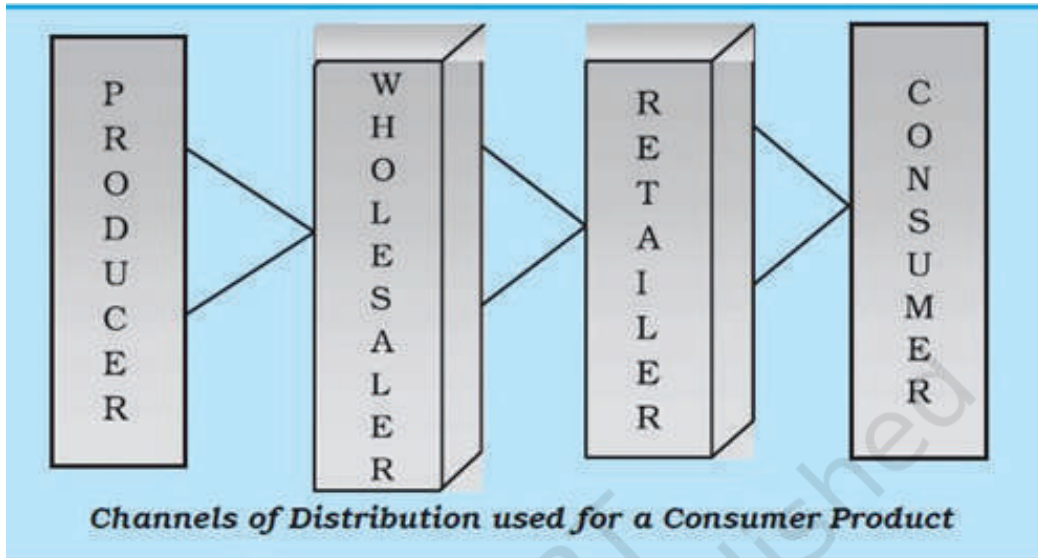 PRODUCER
WHOLESALER
RETAILER
CONSUMER
Channels of Distribution used for a Consumer Product